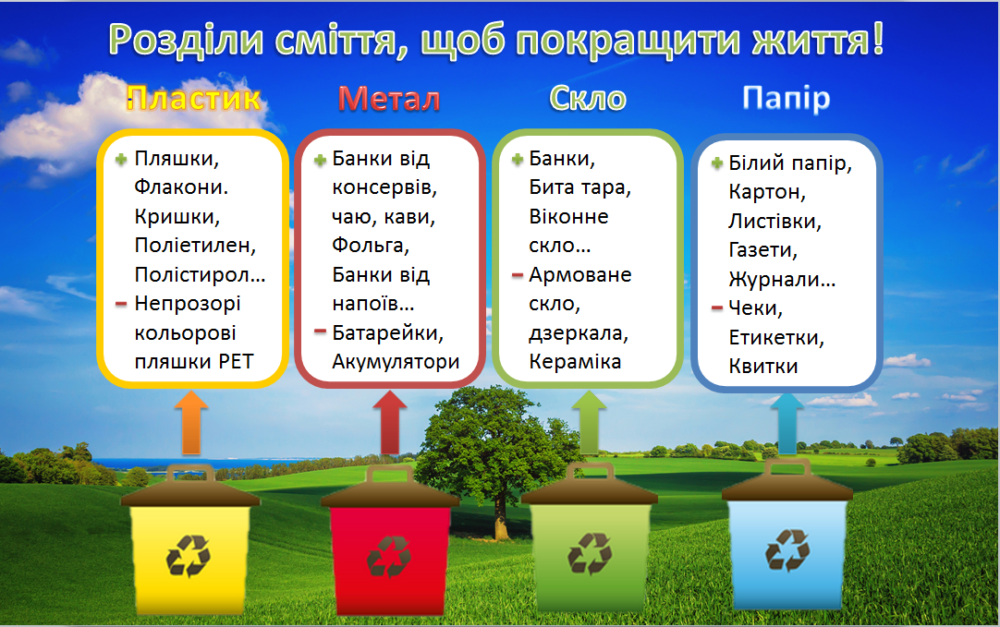 Розділи сміття, щоб покращити життя!
Пластик
Метал
Скло
Папір
+ Пляшки,
Флакони.
Кришки,
Поліетилен,
Полістирол...
– Непрозорі
кольорові
пляшки PET
+ Банки від
консервів,
чаю, кави,
Фольга,
Банки від
напоїв...
– Батарейки,
Акумулятори
+ Банки,
Бита тара,
Віконне
скло...
– Армоване
скло,
дзеркала,
Кераміка
+ Білий папір,
Картон,
Листівки,
Газети,
Журнали...
– Чеки,
Етикетки,
Квитки